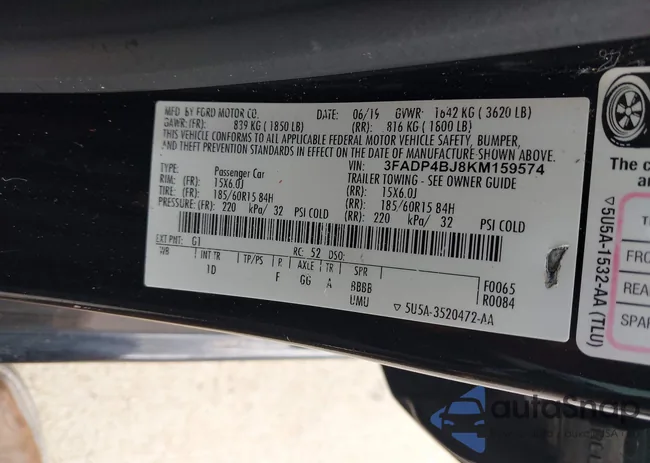 MFD. BY FORD MOTOR CO. DATE: 06/19 GVWR: 1642 KG ( 3620 LB)
GAWR:(FR): 839 KG ( 1850 LB) (RR): 816 KG ( 1800 LB)
THIS VEHICLE CONFORMS TO ALL APPLICABLE FEDERAL MOTOR VEHICLE SAFETY, BUMPER,
AND THEFT PREVENTION STANDARDS IN EFFECT ON THE DATE OF MANUFACTURE SHOWN ABOVE.
VIN: 3FADP4BJ8KM159574
TYPE: Passenger Car TRAILER TOWING - SEE OWNER GUIDE
RIM: (FR): 15X6.0J (RR): 15X6.0J
TIRE: (FR): 185/60R15 84H (RR): 185/60R15 84H
PRESSURE: (FR): 220 kPa/ 32 PSI COLD (RR): 220 kPa/ 32 PSI COLD
EXT PNT: G1 RC: 52 DSO:
WB INT TR TP/PS R AXLE TR SPR F0065
1D F GG A BBBB R0084
UMU ▽5U5A-3520472-AA
The c
and
▽5U5A-1532-AA (TLU)
T
FRO
REA
SPA
autoSnap